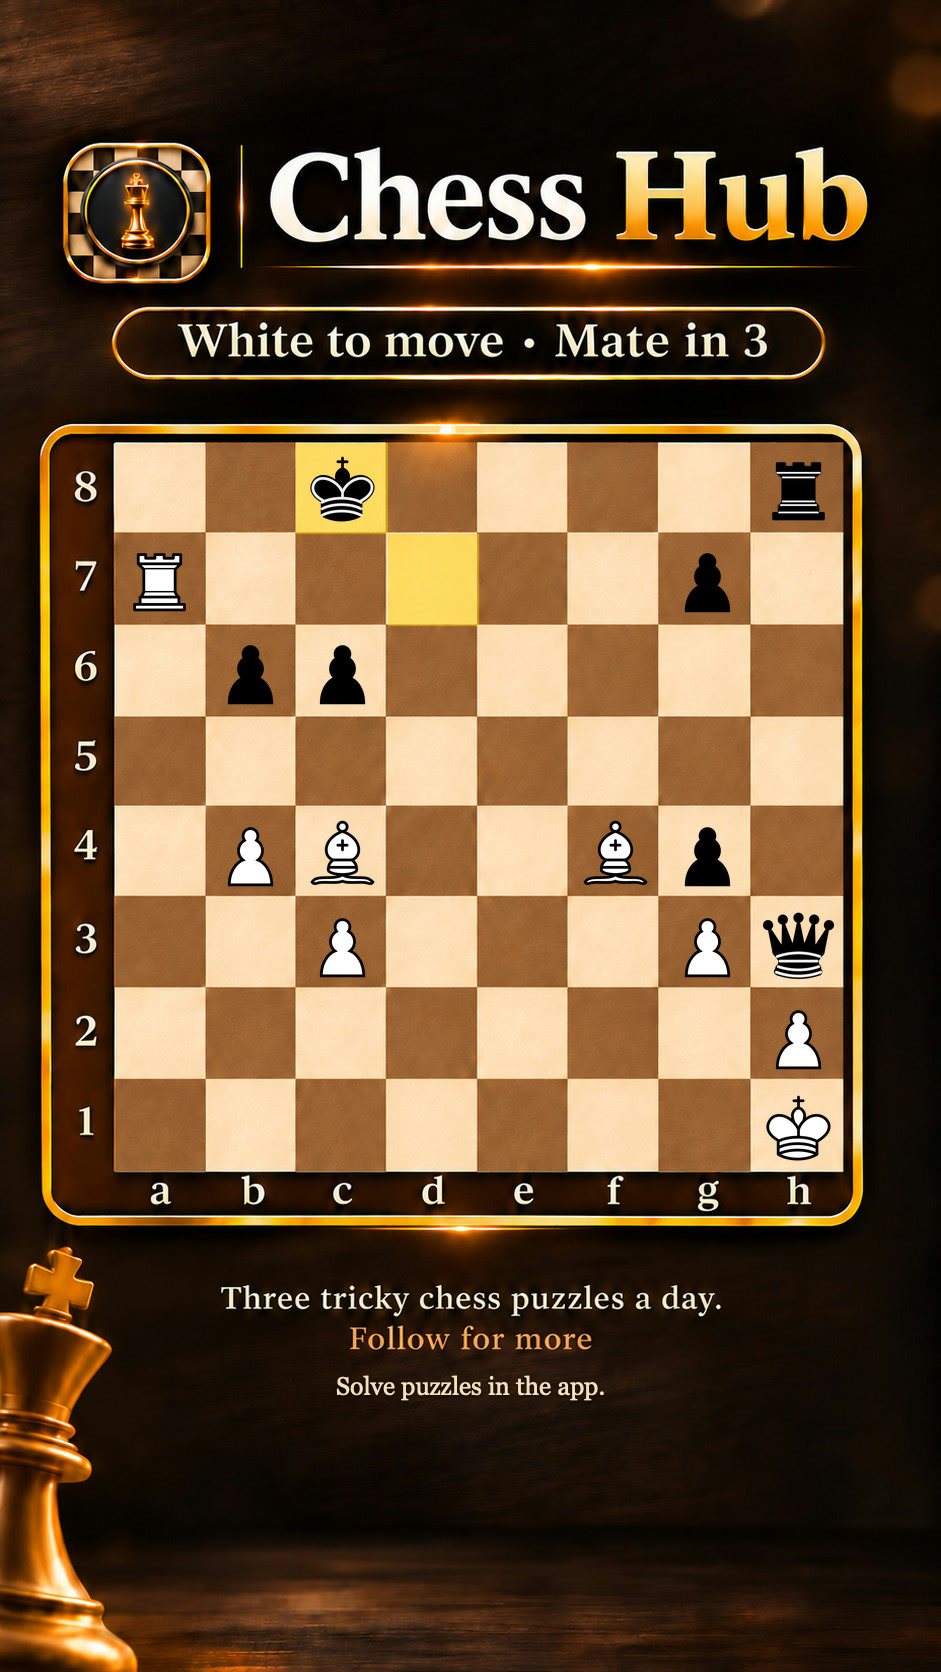 Chess Hub
White to move • Mate in 3
8
7
6
5
4
3
2
1
a b c d e f g h
Three tricky chess puzzles a day.
Follow for more
Solve puzzles in the app.